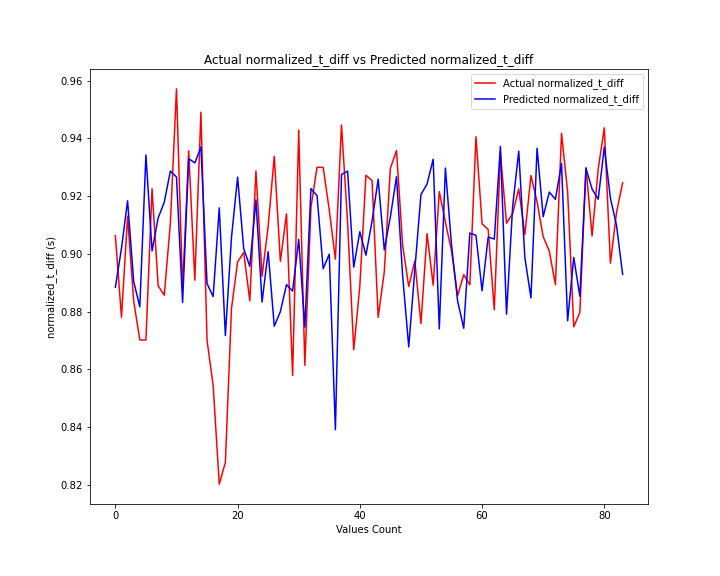 Actual normalized_t_diff vs Predicted normalized_t_diff
Actual normalized_t_diff
Predicted normalized_t_diff
0.96
0.94
0.92
0.90
0.88
0.86
0.84
0.82
normalized_t_diff (s)
0 20 40 60 80
Values Count